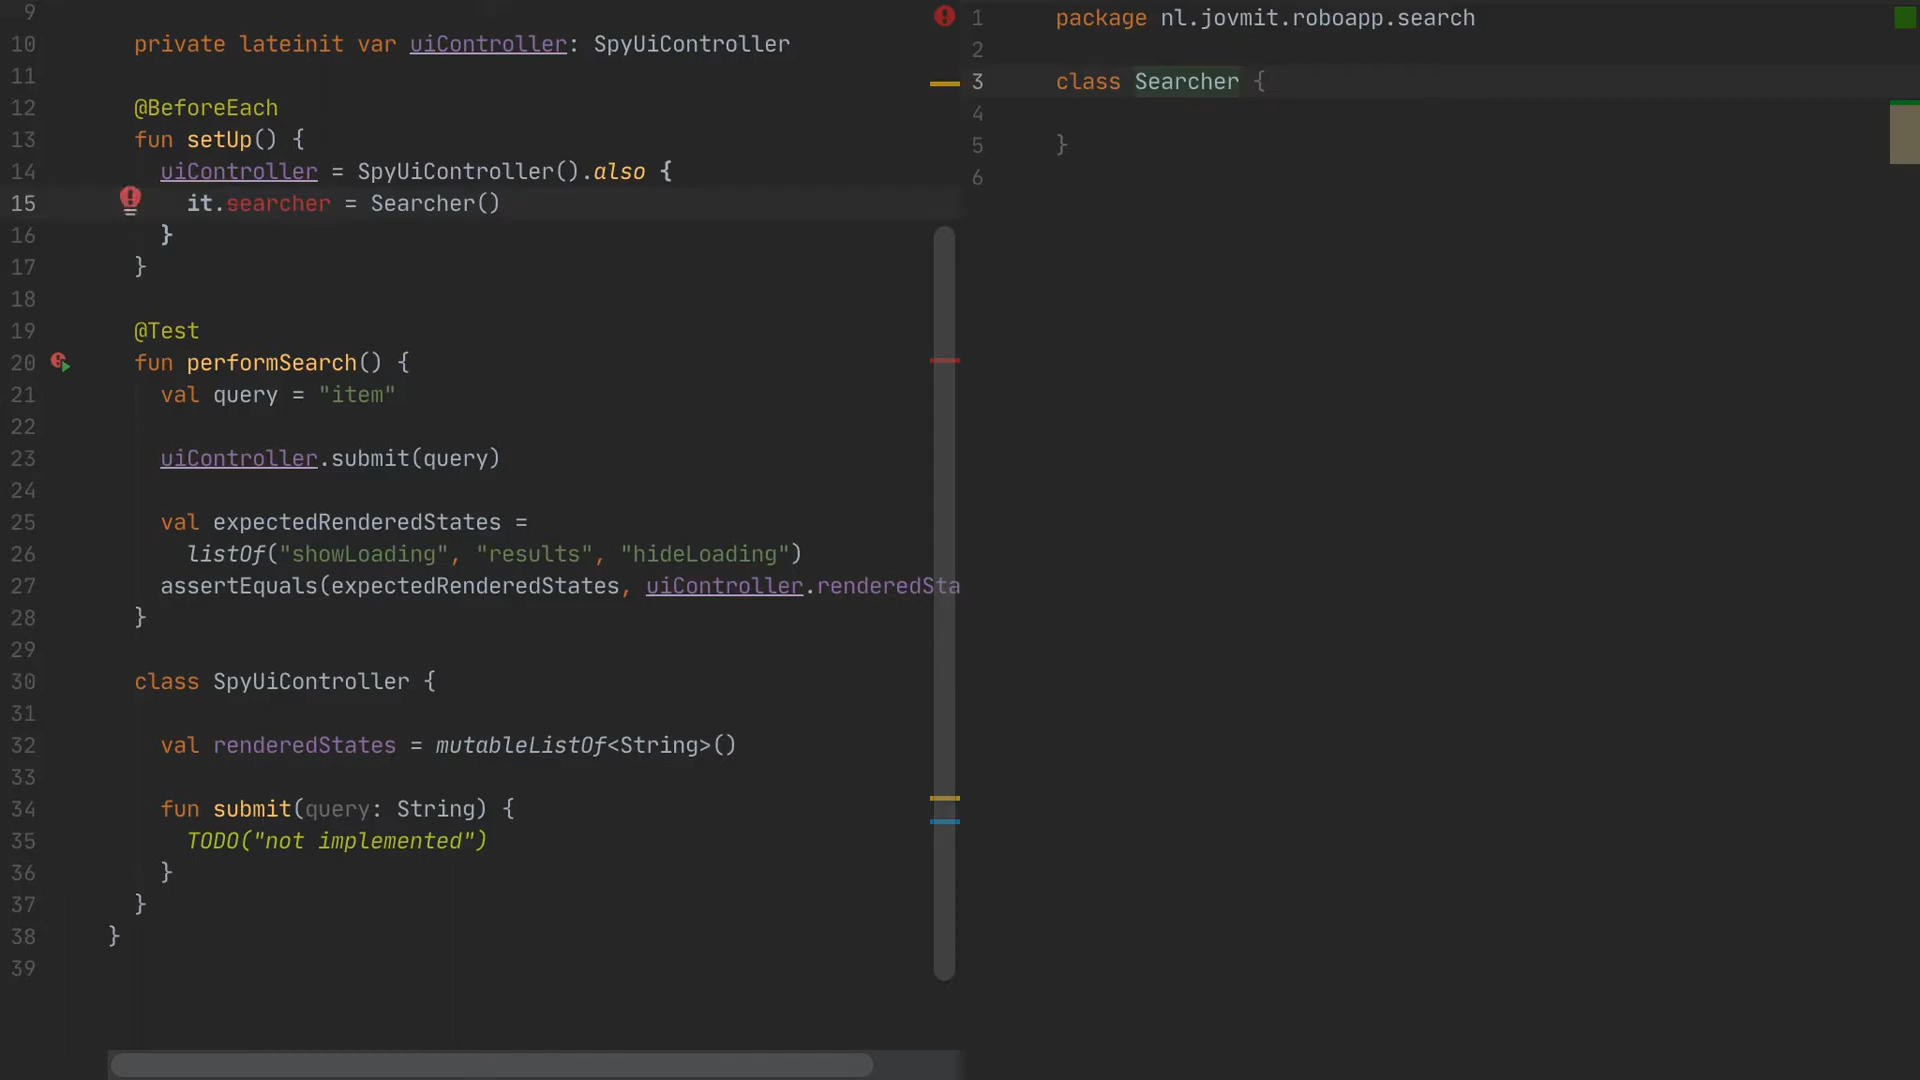 9
10 private lateinit var uiController: SpyUiController
11
12 @BeforeEach
13 fun setUp() {
14 uiController = SpyUiController().also {
15 it.searcher = Searcher()
16 }
17 }
18
19 @Test
20 fun performSearch() {
21 val query = "item"
22
23 uiController.submit(query)
24
25 val expectedRenderedStates =
26 listOf("showLoading", "results", "hideLoading")
27 assertEquals(expectedRenderedStates, uiController.renderedSta
28 }
29
30 class SpyUiController {
31
32 val renderedStates = mutableListOf<String>()
33
34 fun submit(query: String) {
35 TODO("not implemented")
36 }
37 }
38 }
39
1 package nl.jovmit.roboapp.search
2
3 class Searcher {
4
5 }
6